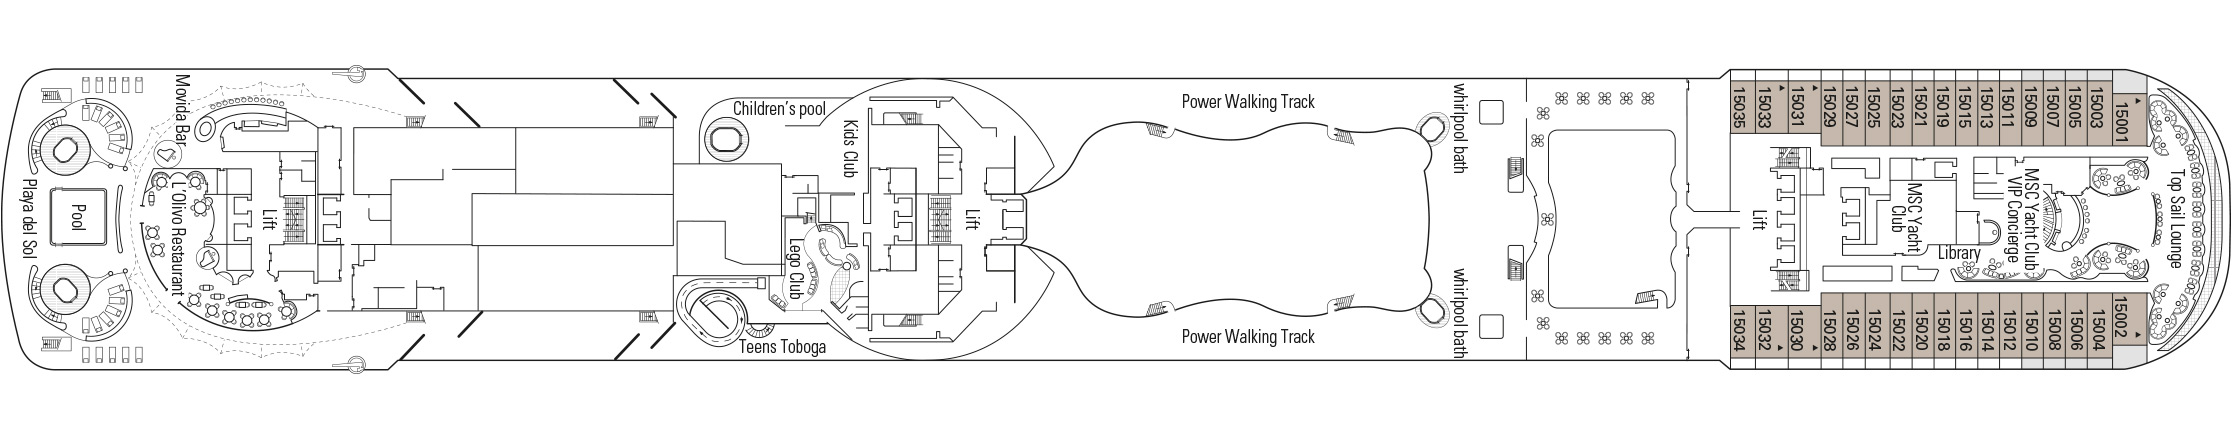 Playa del Sol
Pool
Movida Bar
L'Olivo Restaurant
Lift
Children's pool
Kids Club
Lego Club
Teens Toboga
Lift
Power Walking Track
Power Walking Track
whirlpool bath
whirlpool bath
Lift
MSC Yacht
Club
Library
MSC Yacht Club
VIP Concierge
Top Sail Lounge
15035
15033
15031
15029
15027
15025
15023
15021
15019
15015
15013
15011
15009
15007
15005
15003
15001
15034
15032
15030
15028
15026
15024
15022
15020
15018
15016
15014
15012
15010
15008
15006
15004
15002